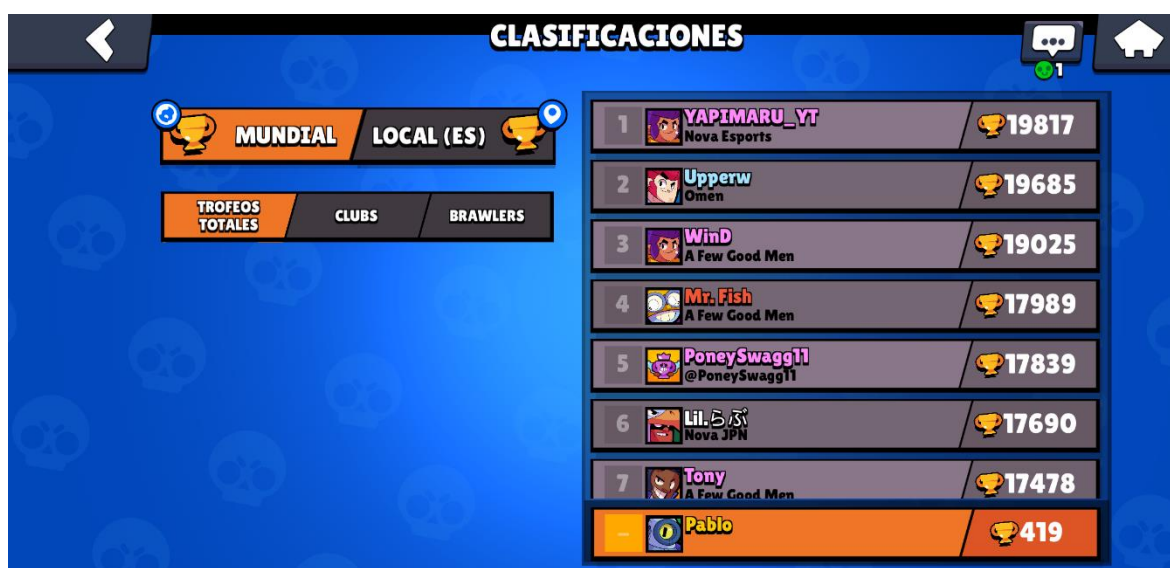 CLASIFICACIONES
1
MUNDIAL
LOCAL (ES)
TROFEOS
TOTALES
CLUBS
BRAWLERS
1 YAPIMARU_YT 19817
Nova Esports
2 Upperw 19685
Omen
3 WinD 19025
A Few Good Men
4 Mr. Fish 17989
A Few Good Men
5 PoneySwagg11 17839
@PoneySwagg11
6 Lil.らぶ 17690
Nova JPN
7 Tony 17478
A Few Good Men
- Pablo 419